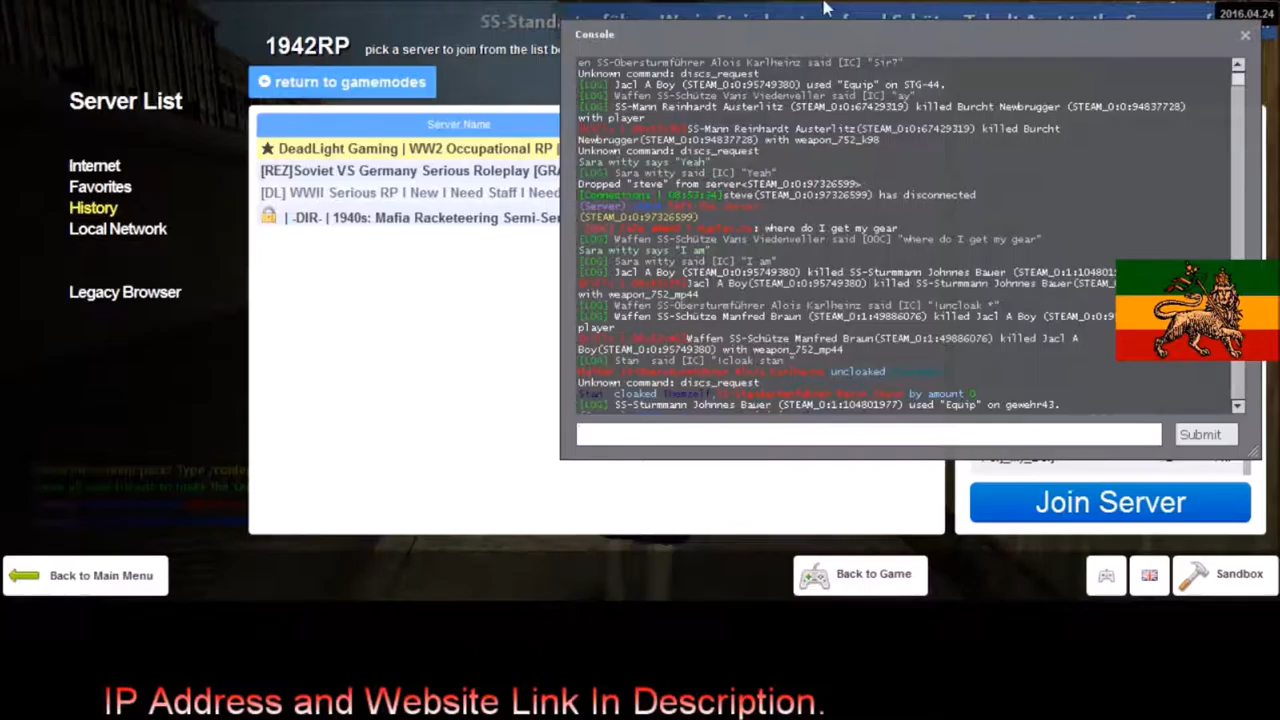 2016.04.24
1942RP pick a server to join from the list be
return to gamemodes
Server List
Internet
Favorites
History
Local Network
Legacy Browser
Server Name
DeadLight Gaming | WW2 Occupational RP |
[REZ]Soviet VS Germany Serious Roleplay [GRA
[DL] WWII Serious RP I New I Need Staff I Need
| -DIR- | 1940s: Mafia Racketeering Semi-Ser
Console
en SS-Obersturmführer Alois Karlheinz said [IC] "Sir?"
Unknown command: discs_request
[LOG] Jacl A Boy (STEAM_0:0:95749380) used "Equip" on STG-44.
[LOG] Waffen SS-Schütze Vans Viedenveller said [IC] "ay"
[LOG] SS-Mann Reinhardt Austerlitz (STEAM_0:0:67429319) killed Burcht Newbrugger (STEAM_0:0:94837728)
with player
SS-Mann Reinhardt Austerlitz(STEAM_0:0:67429319) killed Burcht
Newbrugger(STEAM_0:0:94837728) with weapon_752_k98
Unknown command: discs_request
Sara witty says "Yeah"
[LOG] Sara witty said [IC] "Yeah"
Dropped "steve" from server<STEAM_0:0:97326599>
[Connections | 08:53:24]steve(STEAM_0:0:97326599) has disconnected
(STEAM_0:0:97326599)
: where do I get my gear
[LOG] Waffen SS-Schütze Vans Viedenveller said [OOC] "where do I get my gear"
Sara witty says "I am"
[LOG] Sara witty said [IC] "I am"
[LOG] Jacl A Boy (STEAM_0:0:95749380) killed SS-Sturmmann Johnnes Bauer (STEAM_0:1:104801
Jacl A Boy(STEAM_0:0:95749380) killed SS-Sturmmann Johnnes Bauer(STEAM_0:1:
with weapon_752_mp44
[LOG] Waffen SS-Obersturmführer Alois Karlheinz said [IC] "!uncloak *"
[LOG] Waffen SS-Schütze Manfred Braun (STEAM_0:1:49886076) killed Jacl A Boy (STEAM_0:0:
player
Waffen SS-Schütze Manfred Braun(STEAM_0:1:49886076) killed Jacl A
Boy(STEAM_0:0:95749380) with weapon_752_mp44
[LOG] Stan said [IC] "!cloak stan "
uncloaked
Unknown command: discs_request
Stan cloaked by amount 0
[LOG] SS-Sturmmann Johnnes Bauer (STEAM_0:1:104801977) used "Equip" on gewehr43.
Submit
Join Server
Back to Main Menu
Back to Game
Sandbox
IP Address and Website Link In Description.